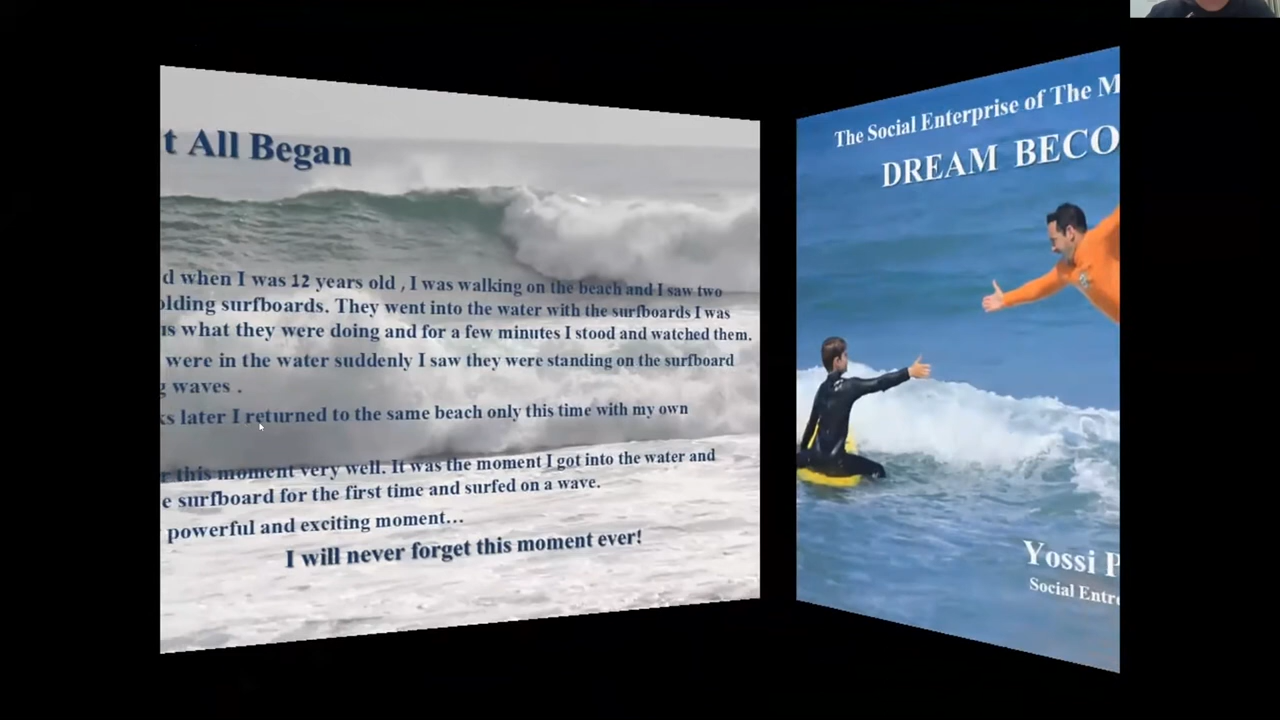 t All Began
d when I was 12 years old , I was walking on the beach and I saw two
lding surfboards. They went into the water with the surfboards I was
s what they were doing and for a few minutes I stood and watched them.
were in the water suddenly I saw they were standing on the surfboard
g waves .
ks later I returned to the same beach only this time with my own
r this moment very well. It was the moment I got into the water and
e surfboard for the first time and surfed on a wave.
powerful and exciting moment...
I will never forget this moment ever!
The Social Enterprise of The M
DREAM BECO
Yossi P
Social Entre